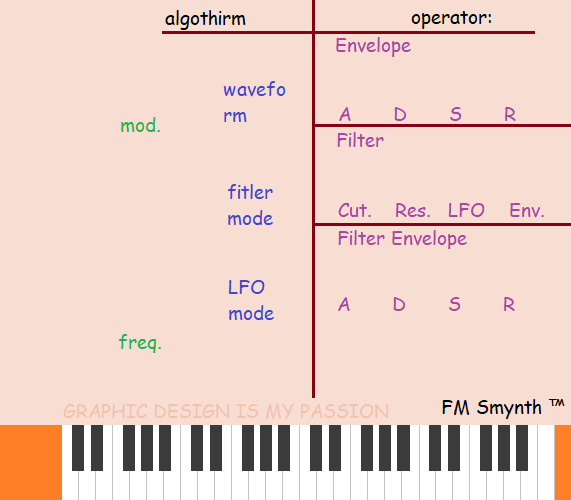 algothirm
operator:
Envelope
wavefo
rm
A D S R
mod.
Filter
fitler
mode
Cut. Res. LFO Env.
Filter Envelope
LFO
mode
A D S R
freq.
GRAPHIC DESIGN IS MY PASSION
FM Smynth ™